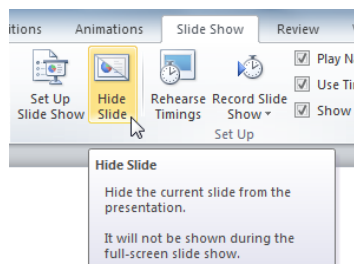 itions Animations Slide Show Review
Set Up Slide Show
Hide Slide
Rehearse Timings
Record Slide Show
Play N
Use Ti
Show
Set Up
Hide Slide
Hide the current slide from the
presentation.
It will not be shown during the
full-screen slide show.